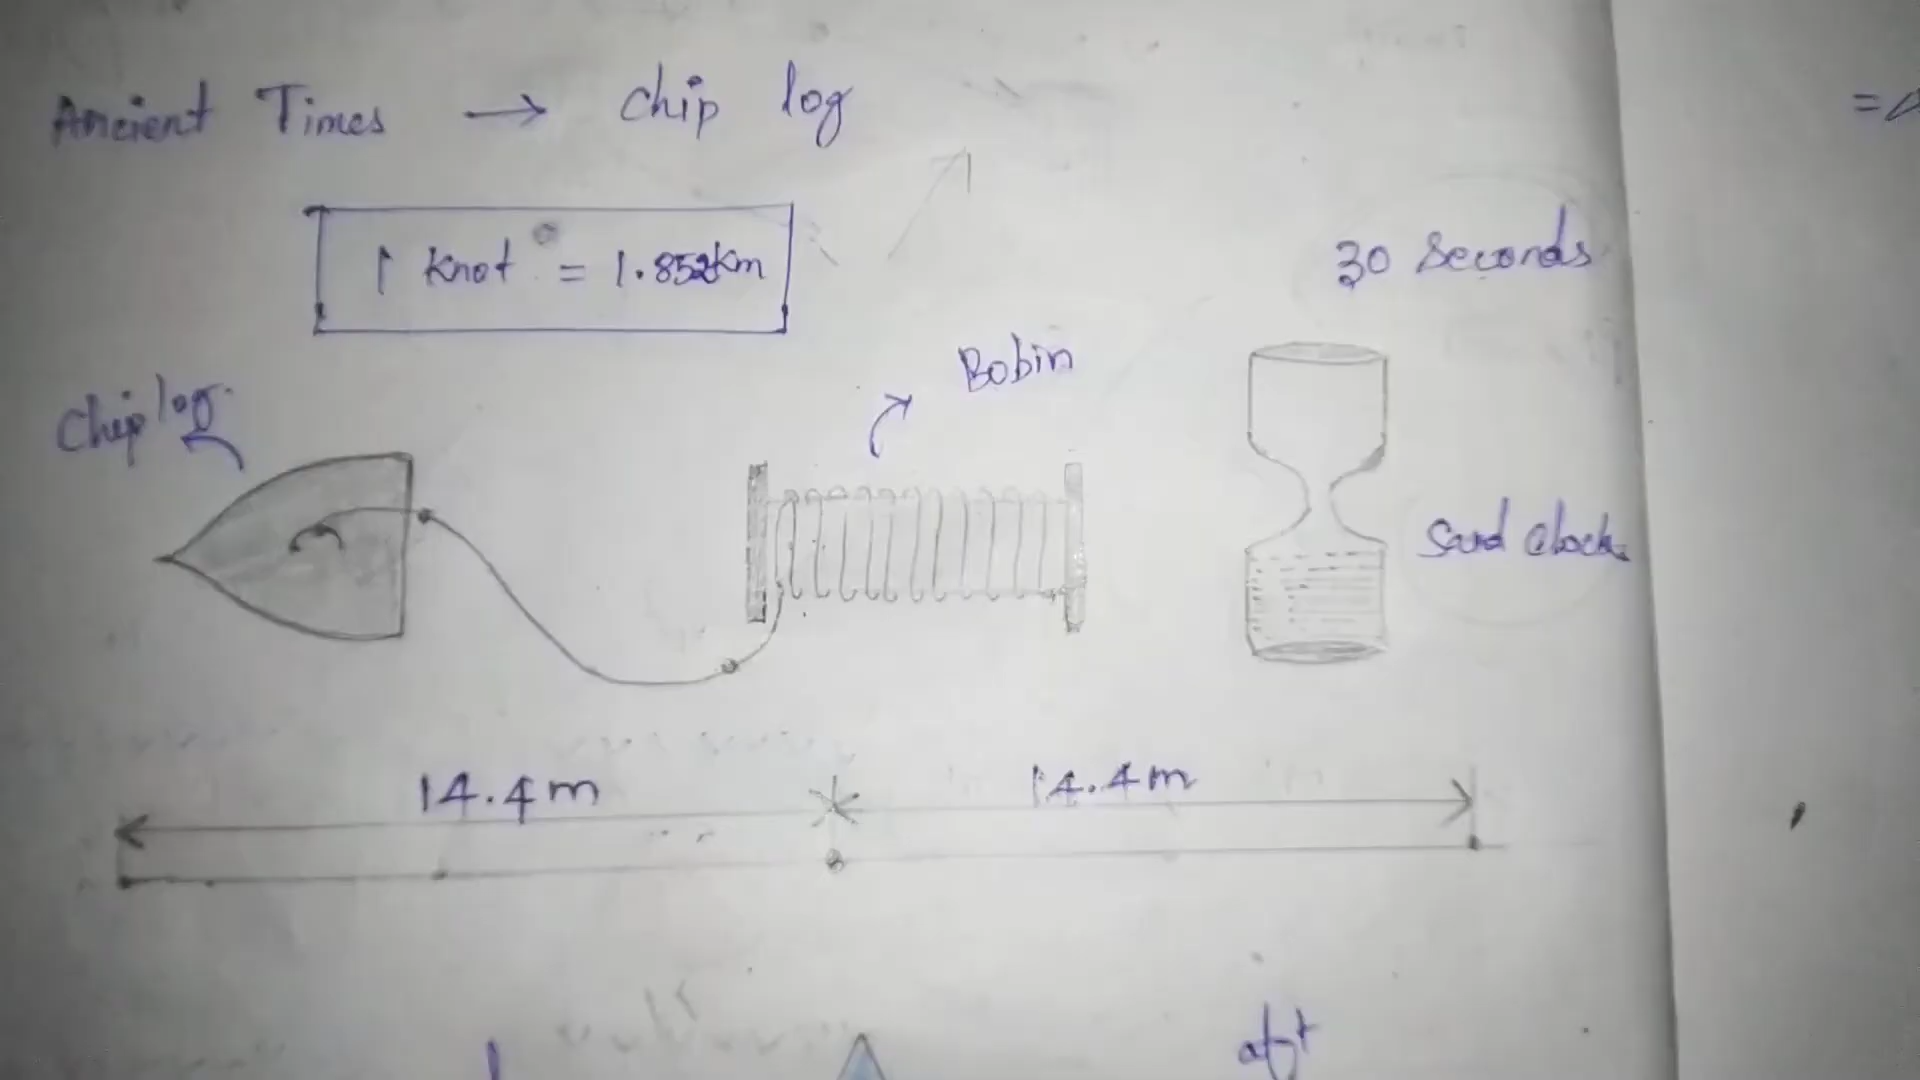 Ancient Times → Chip log
1 Knot = 1.852km
30 Seconds
Bobin
Chip log
Sand Clock
14.4m
14.4m
aft